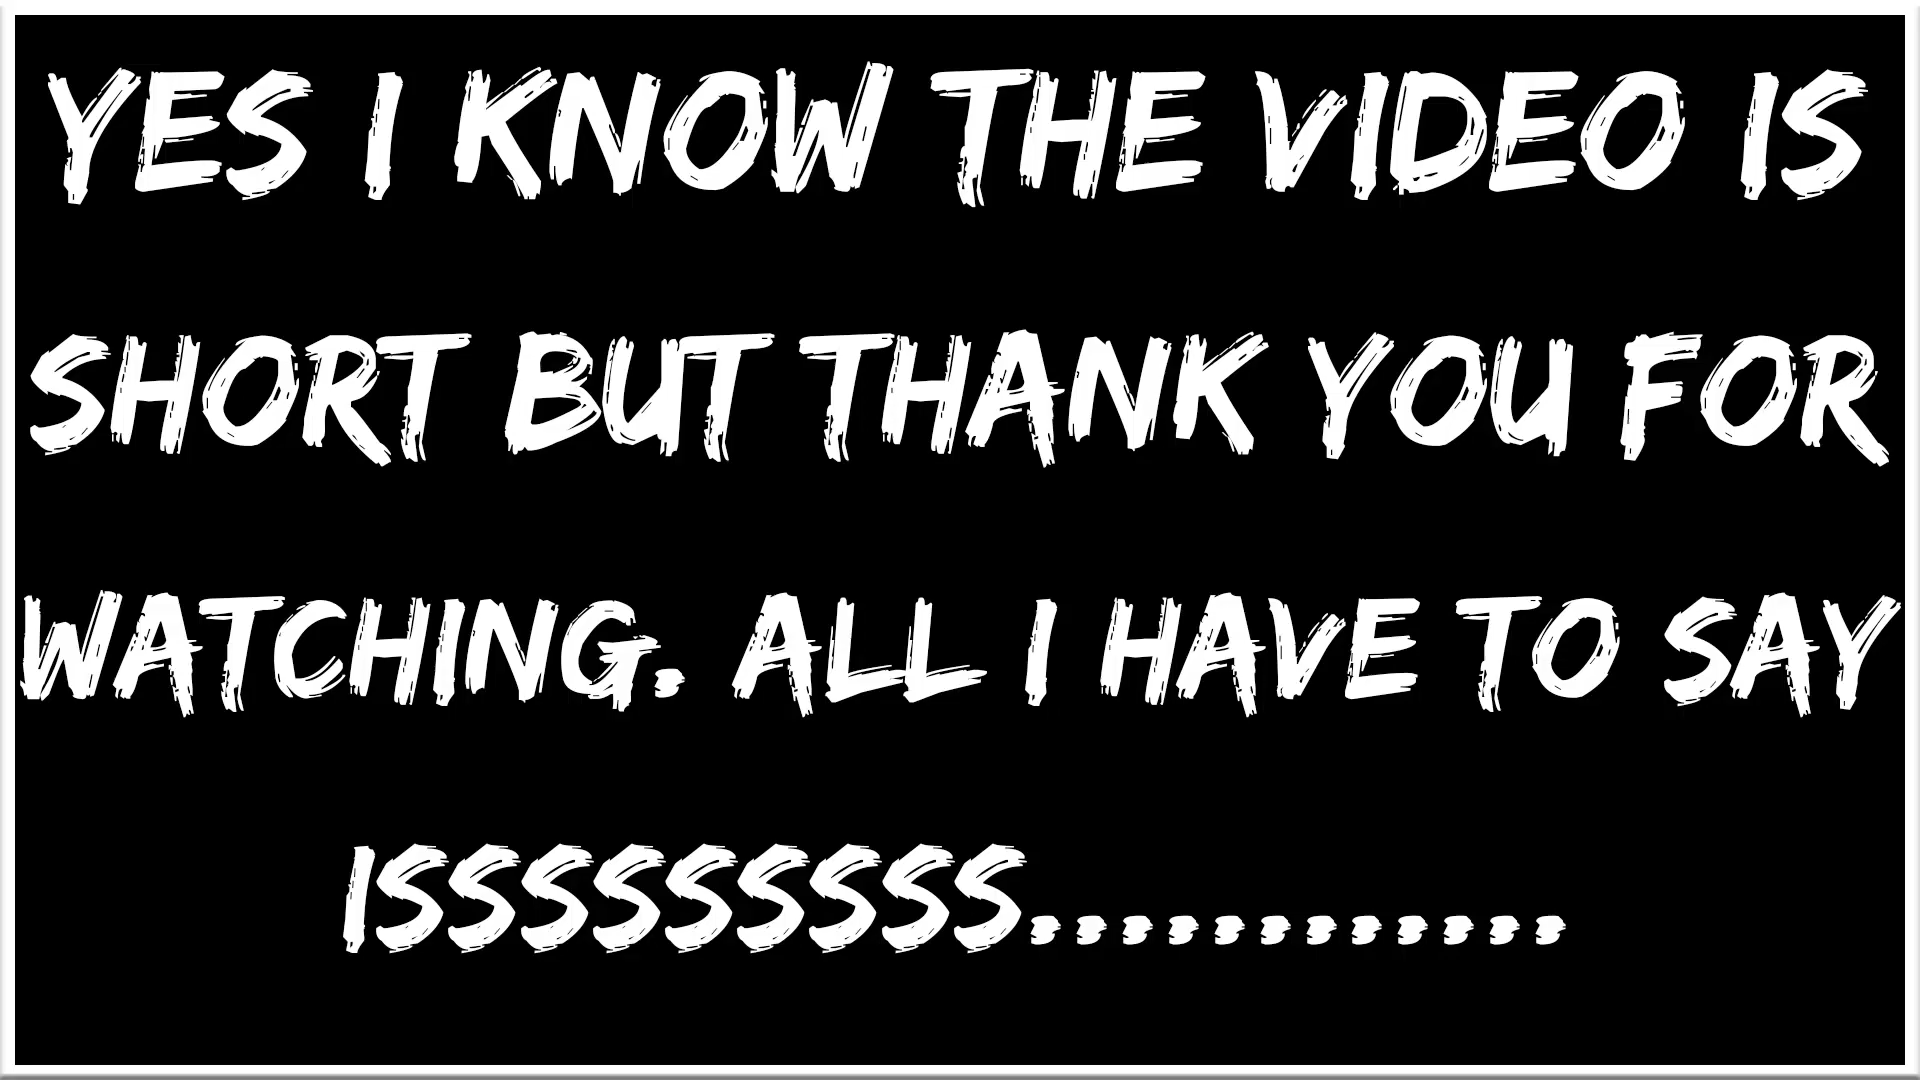 YES I KNOW THE VIDEO IS
SHORT BUT THANK YOU FOR
WATCHING. ALL I HAVE TO SAY
ISSSSSSSSS............